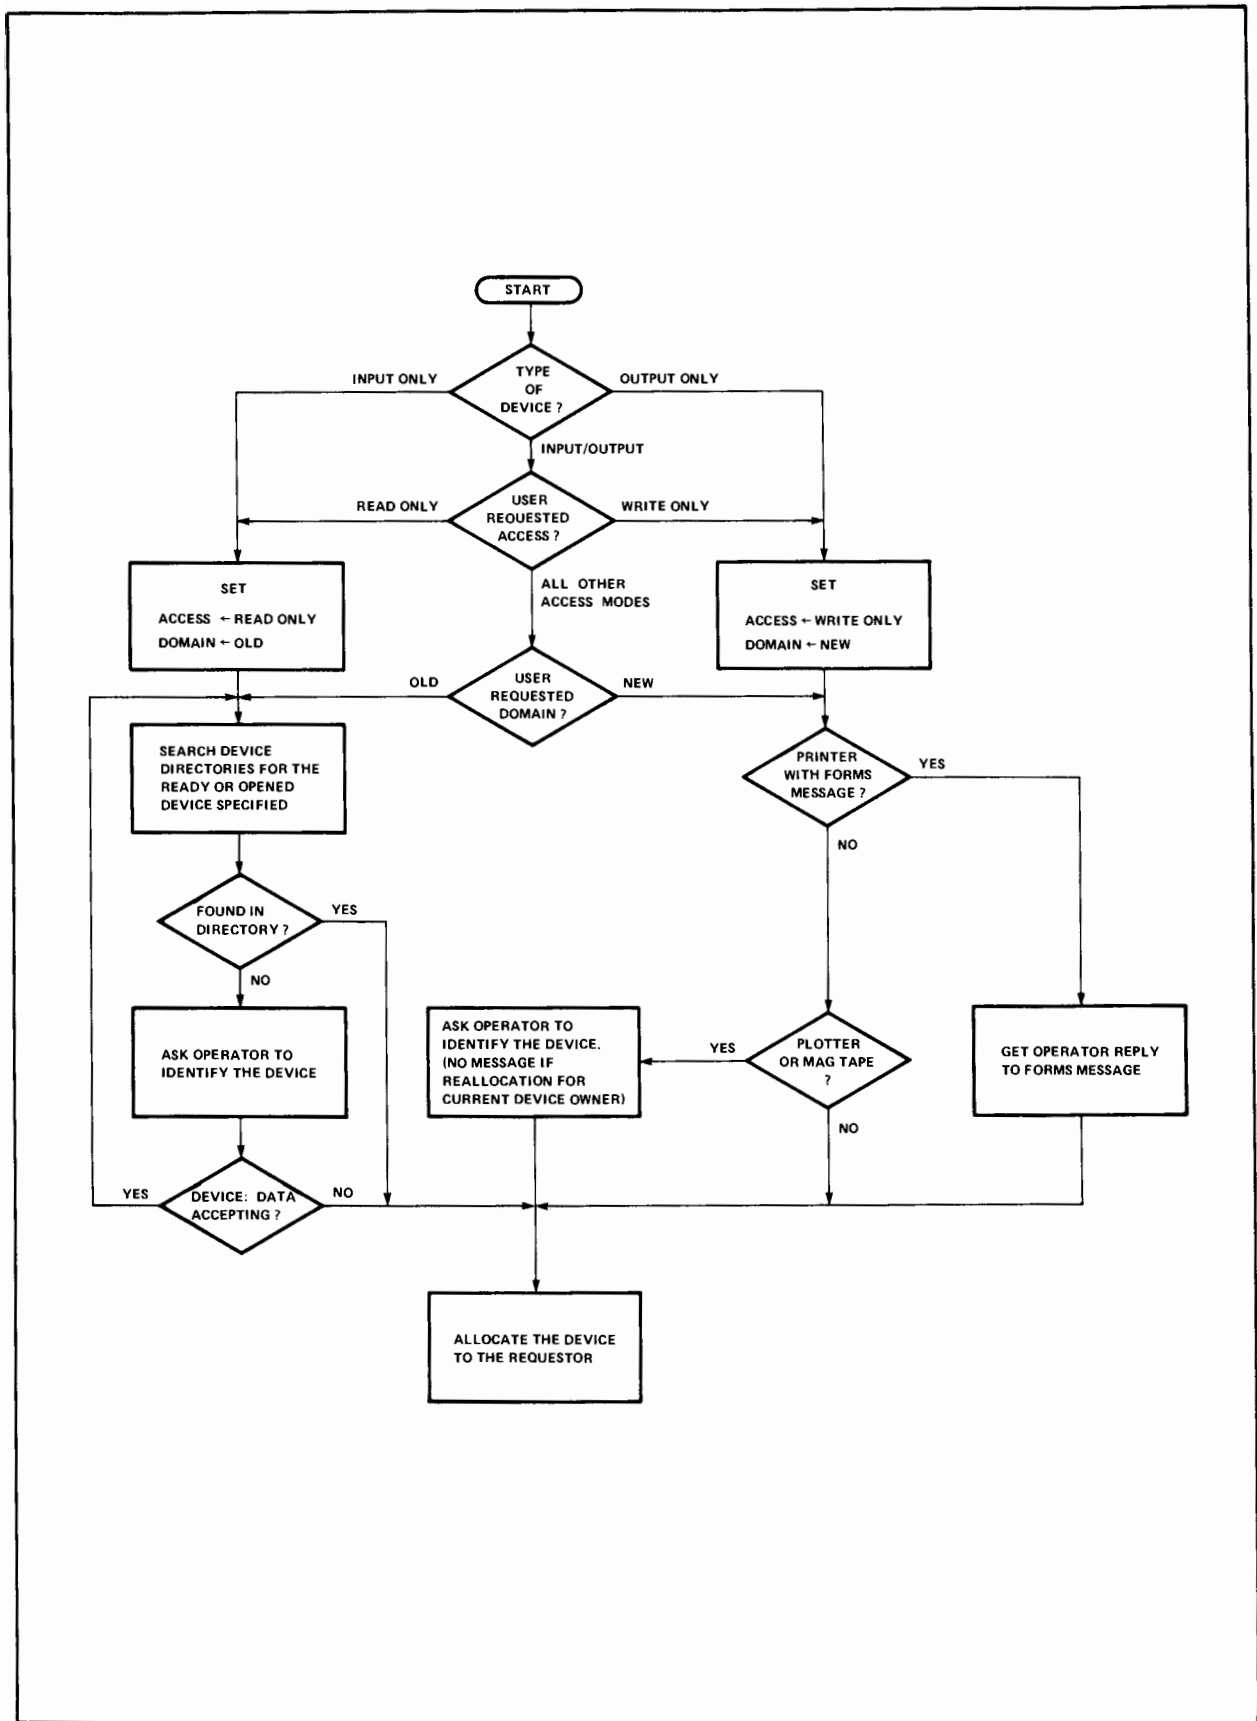 START
TYPE
OF
DEVICE ?
INPUT ONLY
OUTPUT ONLY
INPUT/OUTPUT
USER
REQUESTED
ACCESS ?
READ ONLY
WRITE ONLY
ALL OTHER
ACCESS MODES
SET
ACCESS ← READ ONLY
DOMAIN ← OLD
SET
ACCESS ← WRITE ONLY
DOMAIN ← NEW
USER
REQUESTED
DOMAIN ?
OLD
NEW
SEARCH DEVICE
DIRECTORIES FOR THE
READY OR OPENED
DEVICE SPECIFIED
PRINTER
WITH FORMS
MESSAGE ?
YES
NO
FOUND IN
DIRECTORY ?
YES
NO
ASK OPERATOR TO
IDENTIFY THE DEVICE
ASK OPERATOR TO
IDENTIFY THE DEVICE.
(NO MESSAGE IF
REALLOCATION FOR
CURRENT DEVICE OWNER)
YES
PLOTTER
OR MAG TAPE
?
NO
GET OPERATOR REPLY
TO FORMS MESSAGE
YES
DEVICE: DATA
ACCEPTING ?
NO
ALLOCATE THE DEVICE
TO THE REQUESTOR